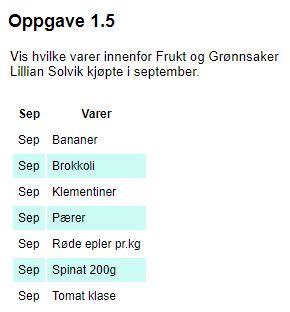 Oppgave 1.5
Vis hvilke varer innenfor Frukt og Grønnsaker
Lillian Solvik kjøpte i september.
Sep Varer
Sep Bananer
Sep Brokkoli
Sep Klementiner
Sep Pærer
Sep Røde epler pr.kg
Sep Spinat 200g
Sep Tomat klase